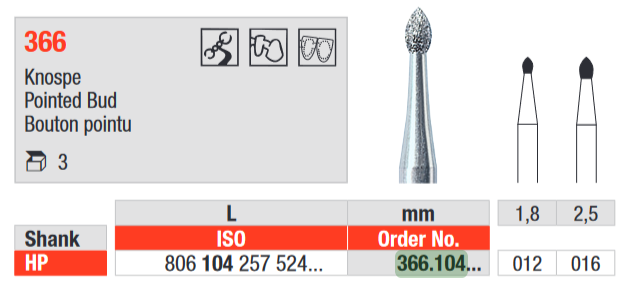 366
Knospe
Pointed Bud
Bouton pointu
3
L mm 1,8 2,5
Shank ISO Order No.
HP 806 104 257 524... 366.104... 012 016